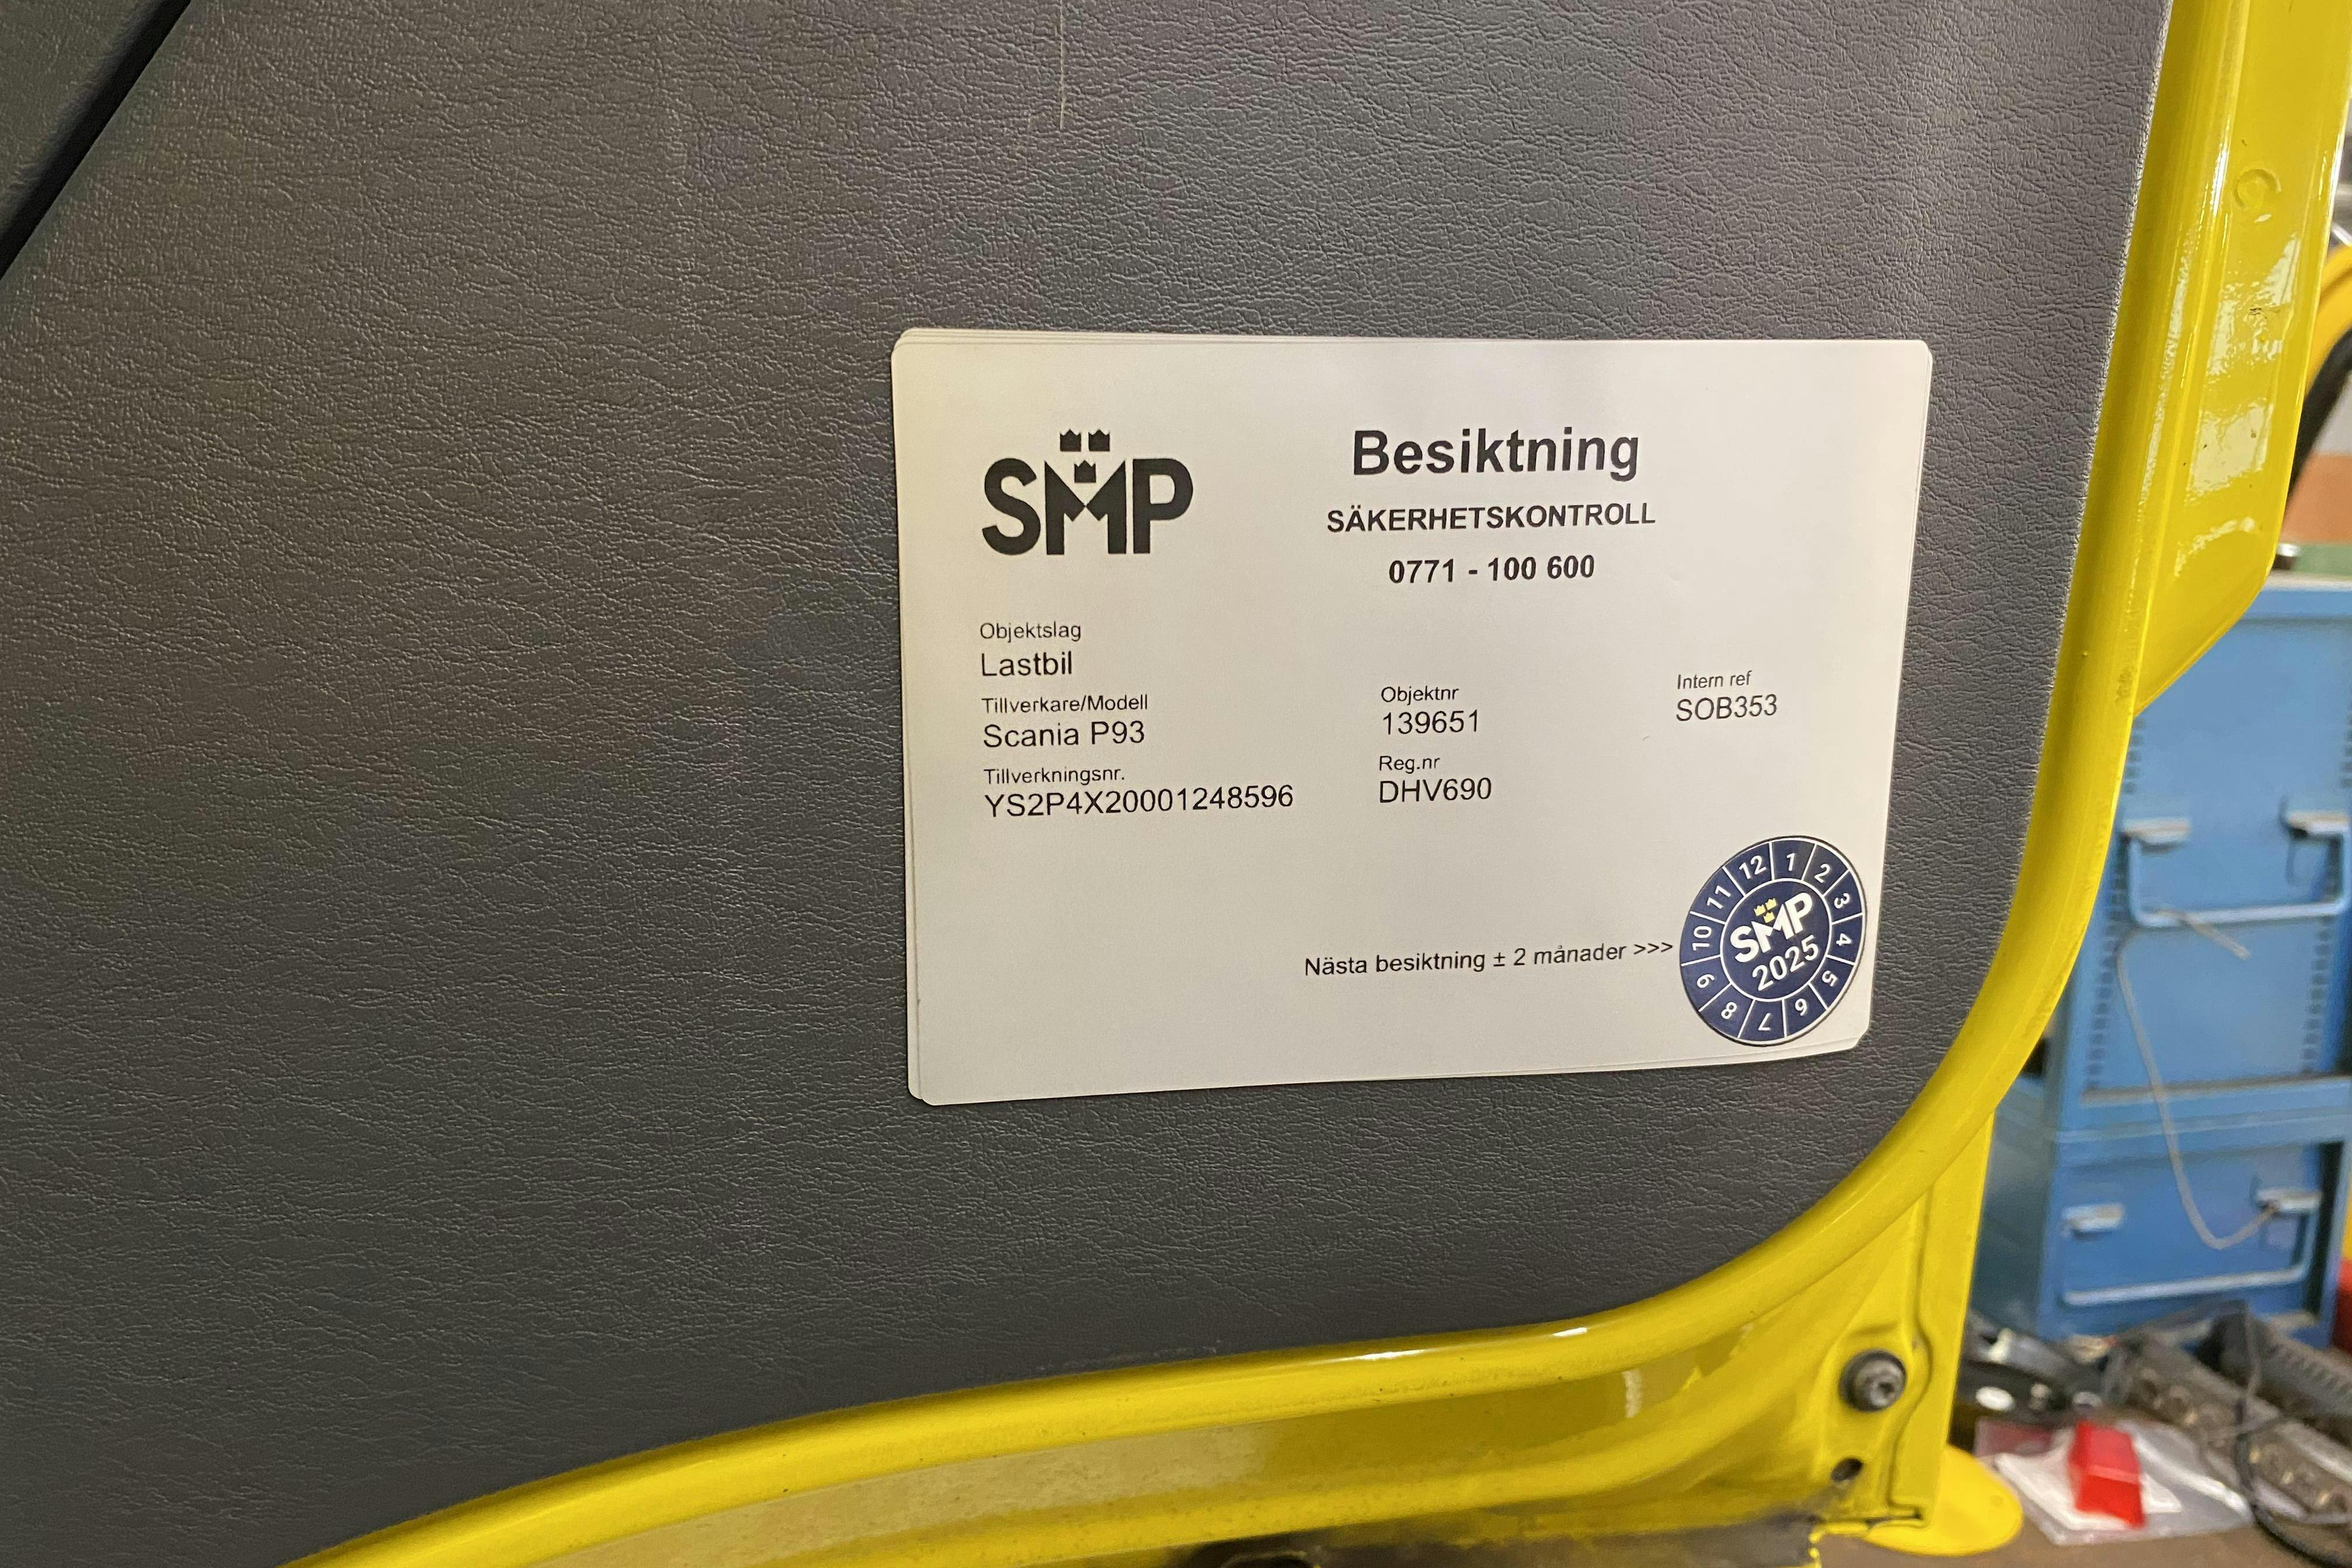 SMP
Besiktning
SÄKERHETSKONTROLL
0771 - 100 600
Objektslag
Lastbil
Tillverkare/Modell
Scania P93
Objektnr
139651
Intern ref
SOB353
Tillverkningsnr.
YS2P4X20001248596
Reg.nr
DHV690
Nästa besiktning ± 2 månader >>>
12 1 2 3 4 5 6 7 8 9 10 11
SMP
2025